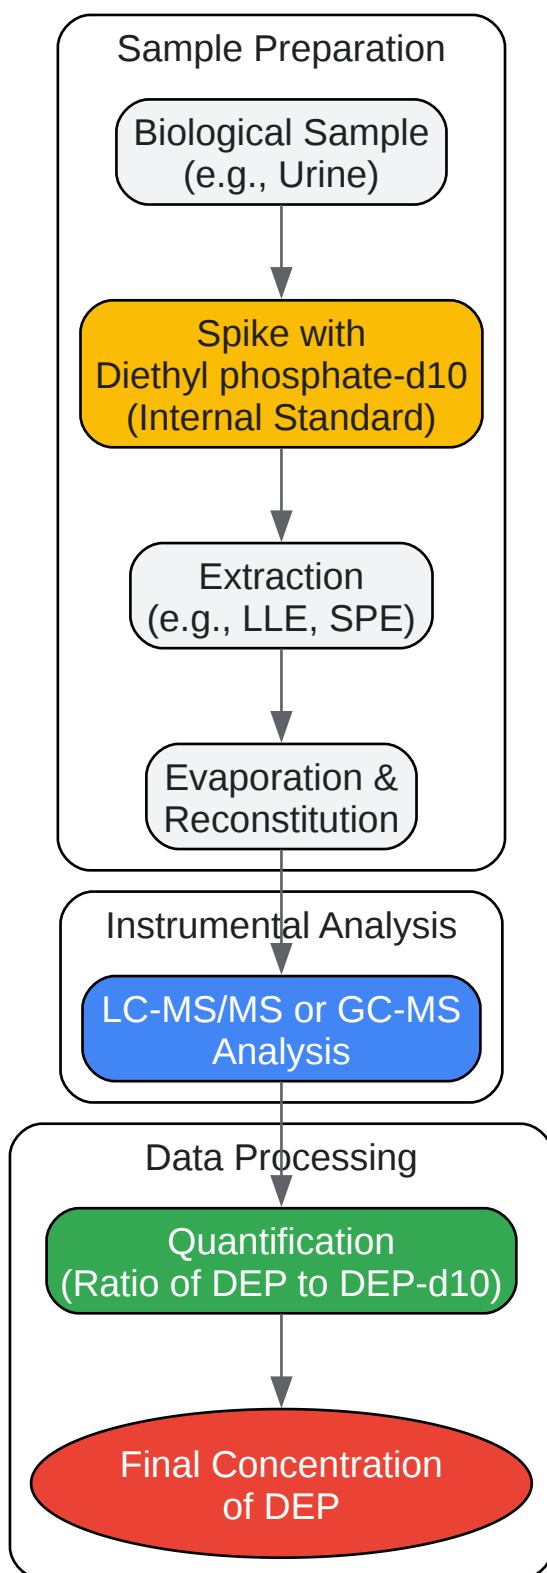 Sample Preparation
Biological Sample
(e.g., Urine)
Spike with
Diethyl phosphate-d10
(Internal Standard)
Extraction
(e.g., LLE, SPE)
Evaporation &
Reconstitution
Instrumental Analysis
LC-MS/MS or GC-MS
Analysis
Data Processing
Quantification
(Ratio of DEP to DEP-d10)
Final Concentration
of DEP